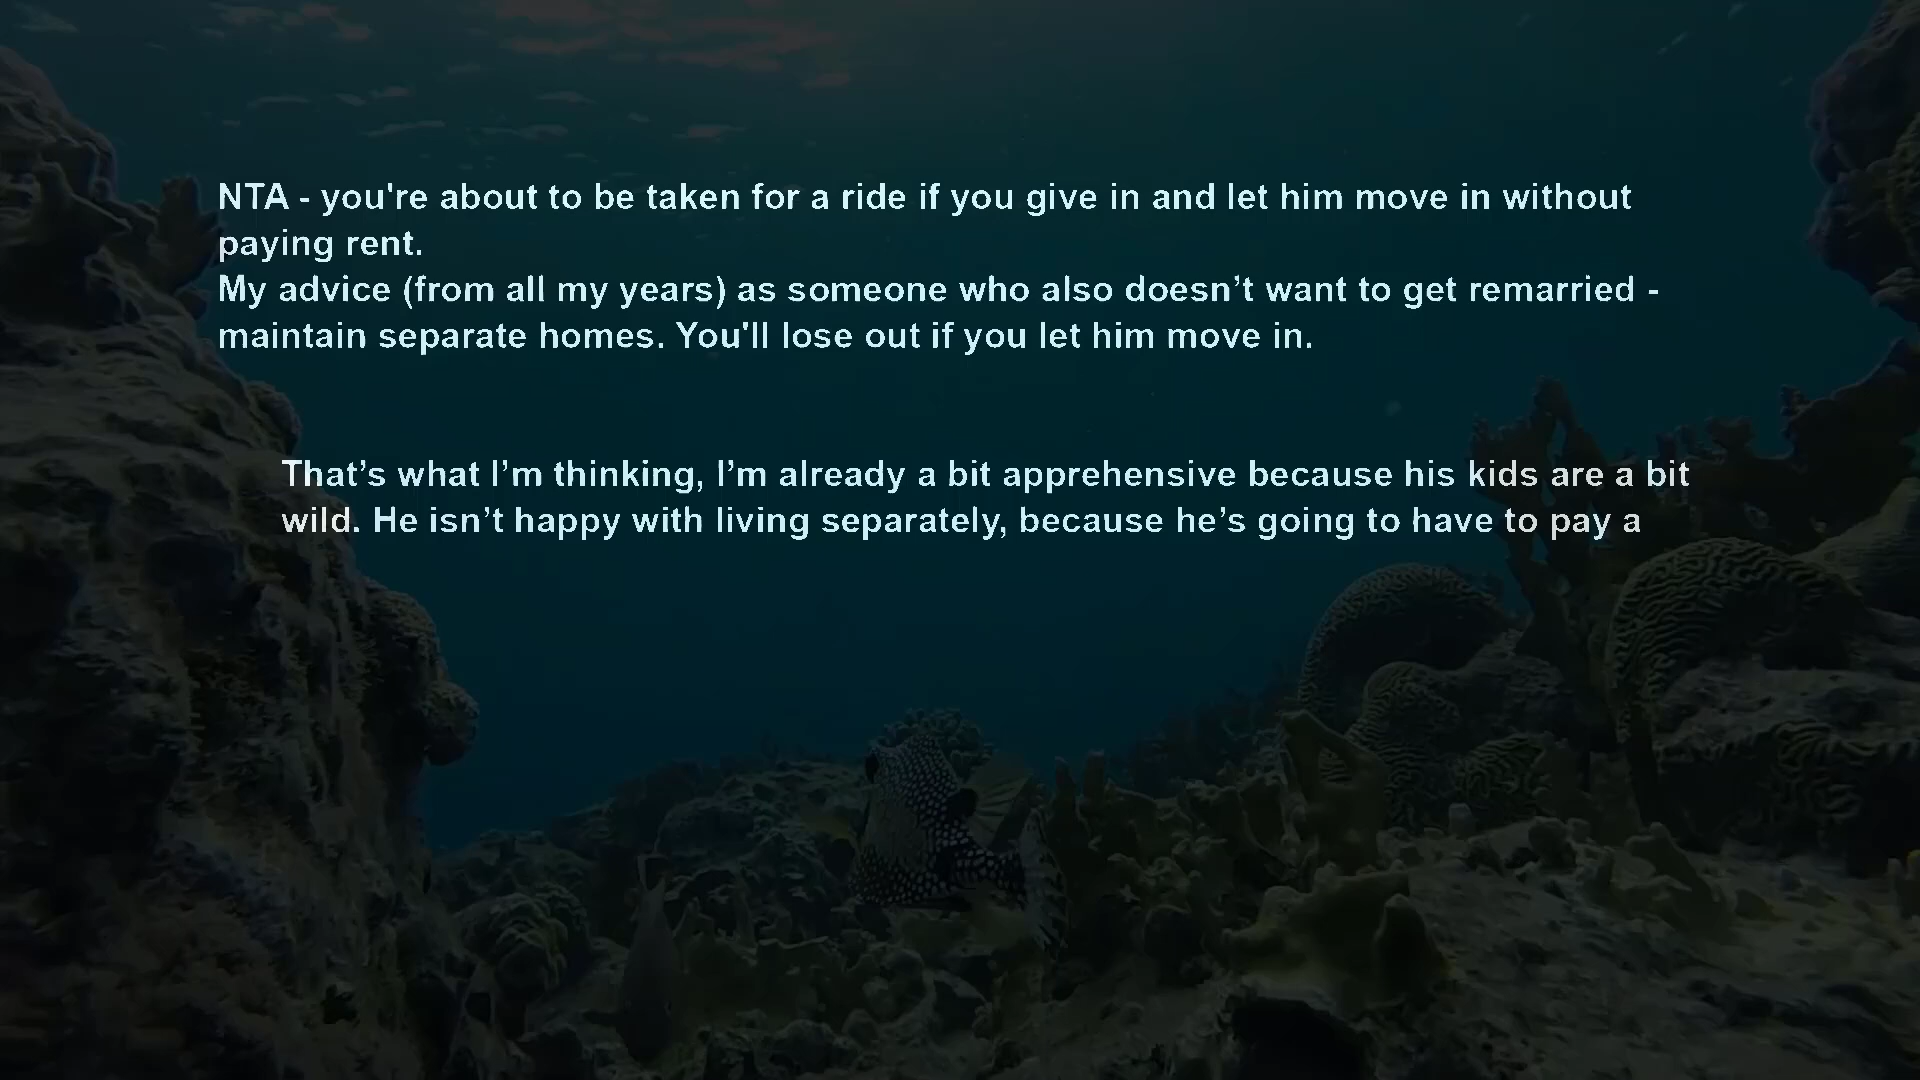 NTA - you're about to be taken for a ride if you give in and let him move in without
paying rent.
My advice (from all my years) as someone who also doesn’t want to get remarried -
maintain separate homes. You'll lose out if you let him move in.
That’s what I’m thinking, I’m already a bit apprehensive because his kids are a bit
wild. He isn’t happy with living separately, because he’s going to have to pay a